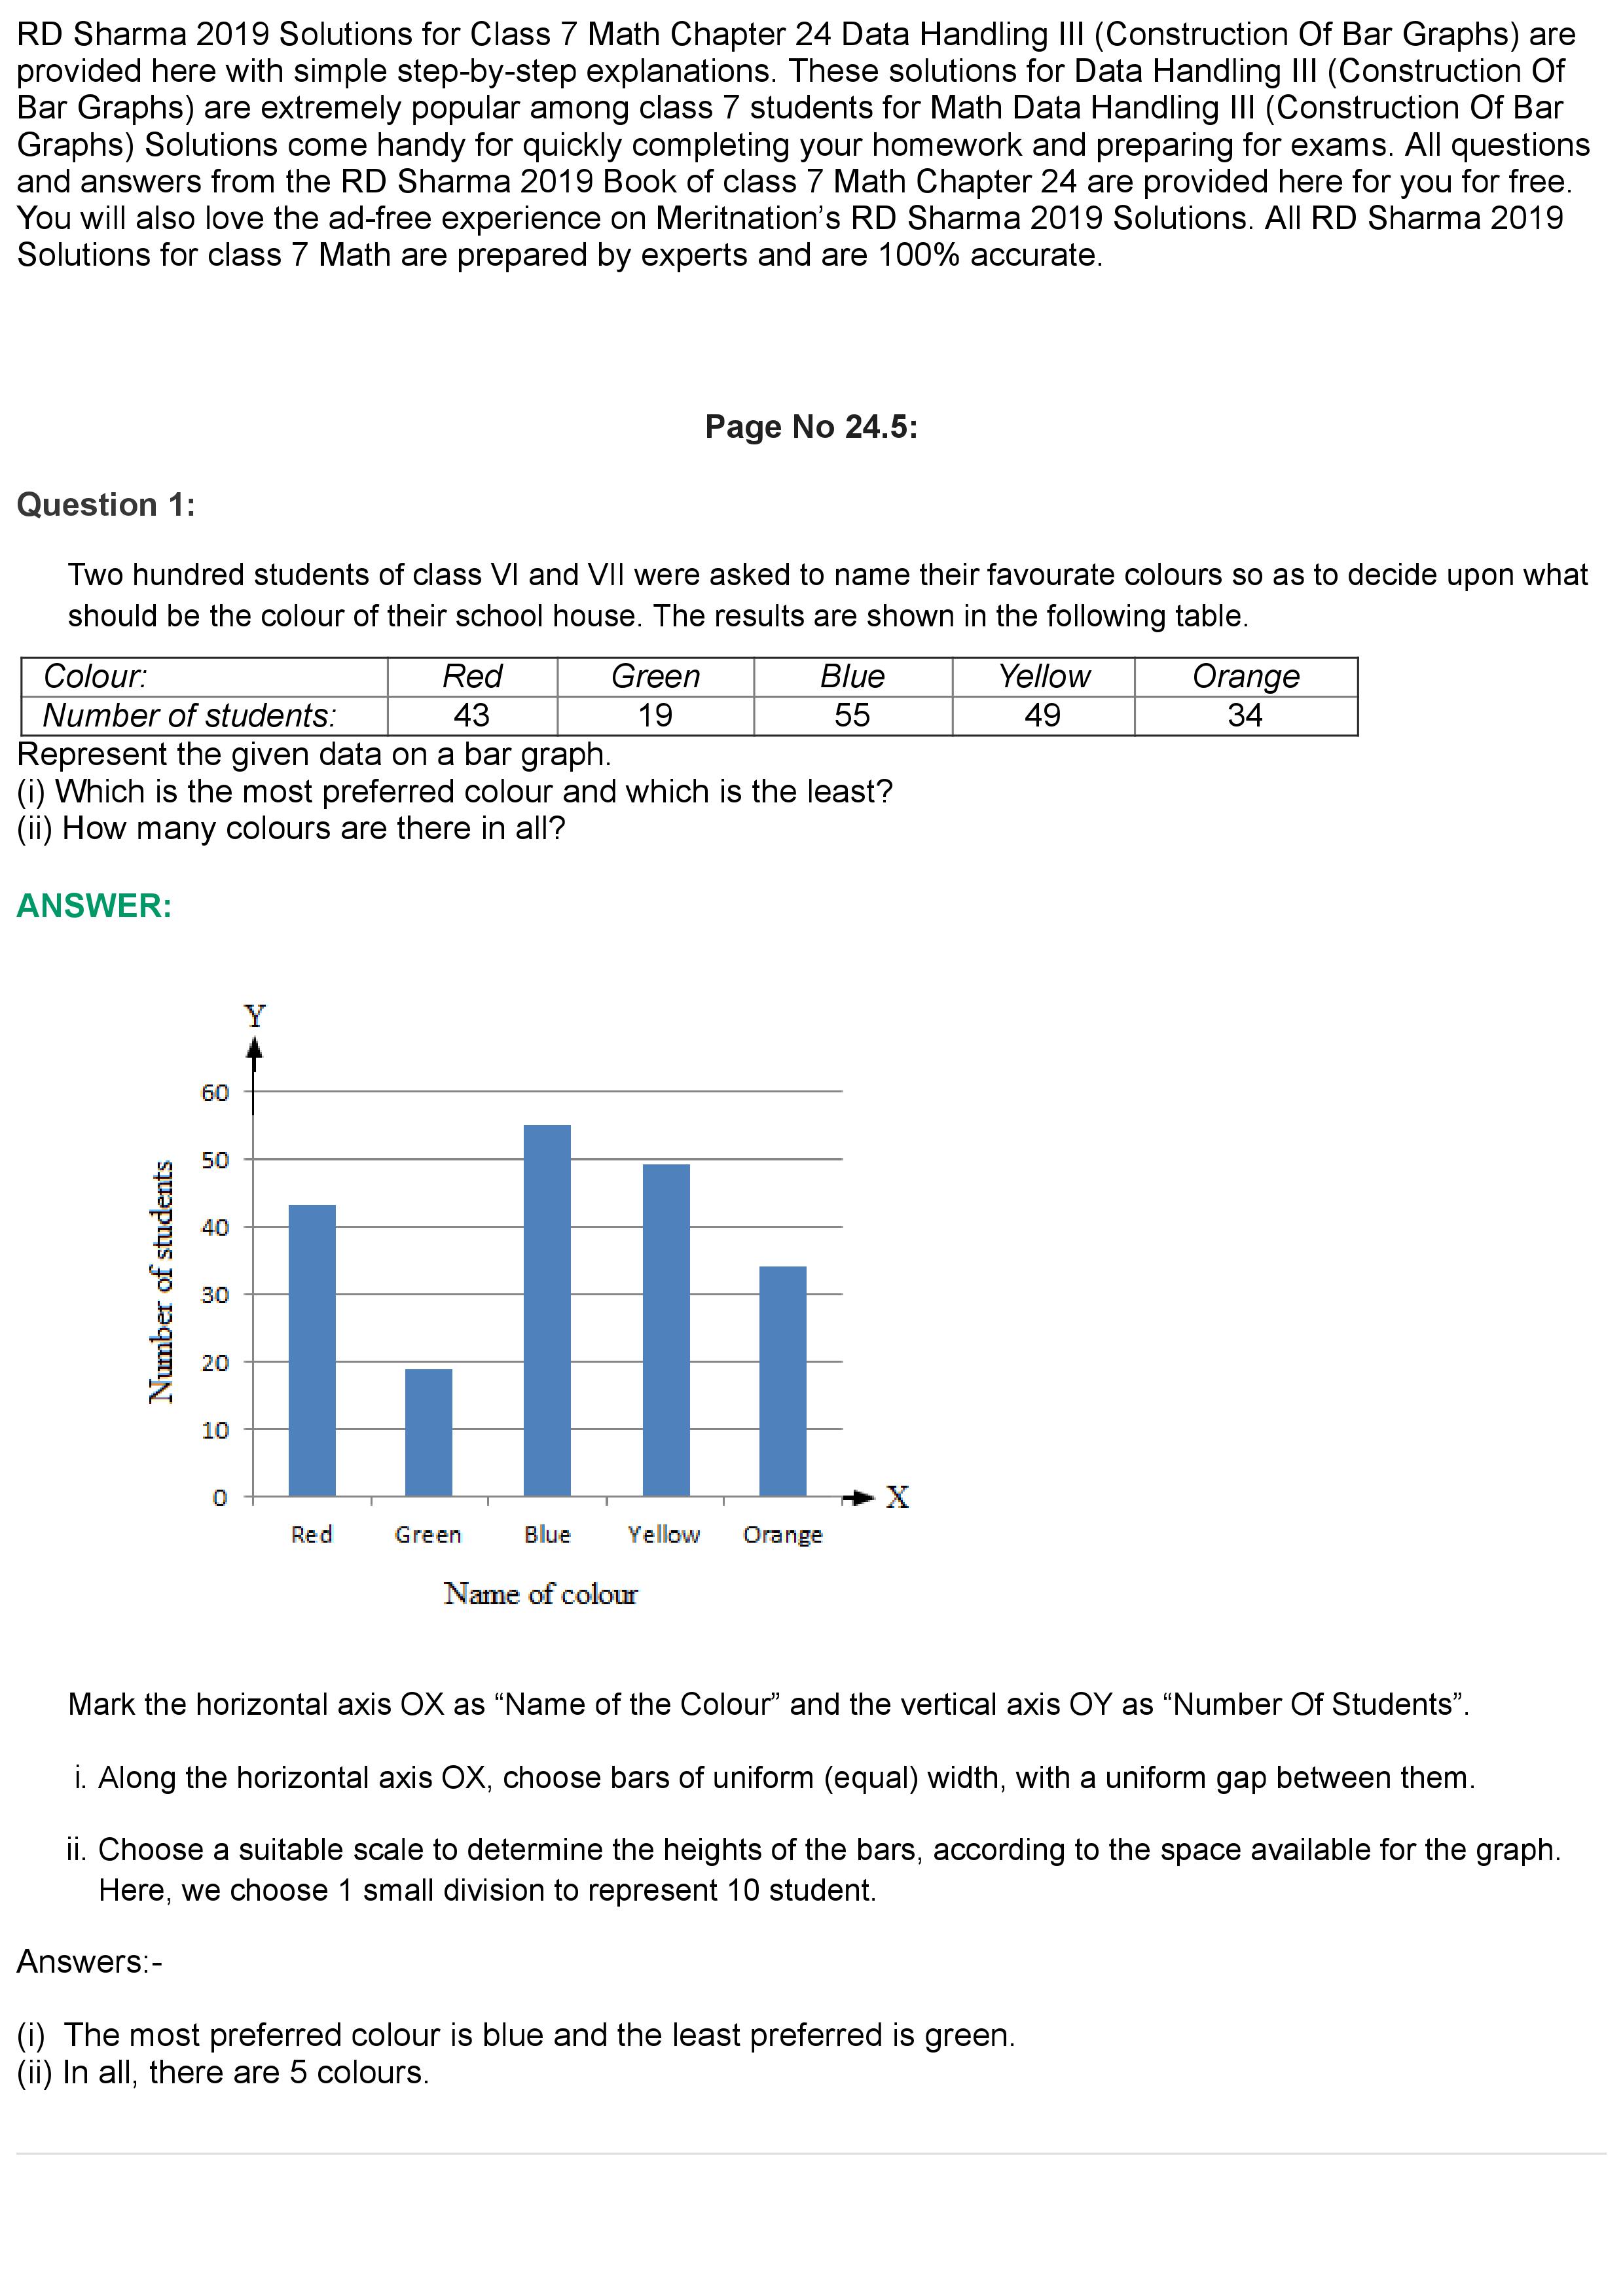 RD Sharma 2019 Solutions for Class 7 Math Chapter 24 Data Handling III (Construction Of Bar Graphs) are
provided here with simple step-by-step explanations. These solutions for Data Handling III (Construction Of
Bar Graphs) are extremely popular among class 7 students for Math Data Handling III (Construction Of Bar
Graphs) Solutions come handy for quickly completing your homework and preparing for exams. All questions
and answers from the RD Sharma 2019 Book of class 7 Math Chapter 24 are provided here for you for free.
You will also love the ad-free experience on Meritnation’s RD Sharma 2019 Solutions. All RD Sharma 2019
Solutions for class 7 Math are prepared by experts and are 100% accurate.
Page No 24.5:
Question 1:
Two hundred students of class VI and VII were asked to name their favourate colours so as to decide upon what
should be the colour of their school house. The results are shown in the following table.
Colour: Red Green Blue Yellow Orange
Number of students: 43 19 55 49 34
Represent the given data on a bar graph.
(i) Which is the most preferred colour and which is the least?
(ii) How many colours are there in all?
ANSWER:
Y
60
50
40
30
20
10
0
Number of students
X
Red Green Blue Yellow Orange
Name of colour
Mark the horizontal axis OX as “Name of the Colour” and the vertical axis OY as “Number Of Students”.
i. Along the horizontal axis OX, choose bars of uniform (equal) width, with a uniform gap between them.
ii. Choose a suitable scale to determine the heights of the bars, according to the space available for the graph.
Here, we choose 1 small division to represent 10 student.
Answers:-
(i) The most preferred colour is blue and the least preferred is green.
(ii) In all, there are 5 colours.